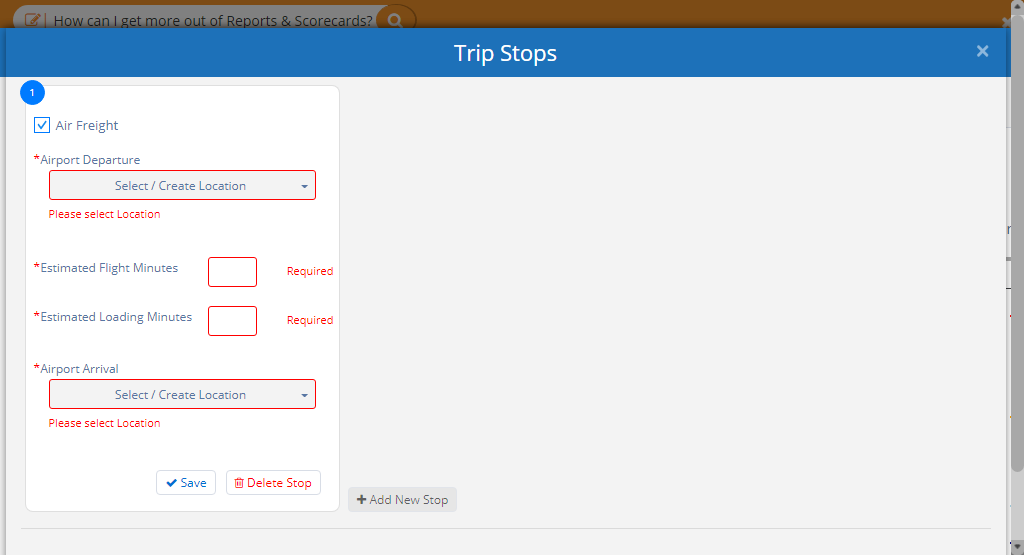 How can I get more out of Reports & Scorecards?
Trip Stops
×
1
Air Freight
*Airport Departure
Select / Create Location
Please select Location
*Estimated Flight Minutes
Required
*Estimated Loading Minutes
Required
*Airport Arrival
Select / Create Location
Please select Location
Save
Delete Stop
+ Add New Stop